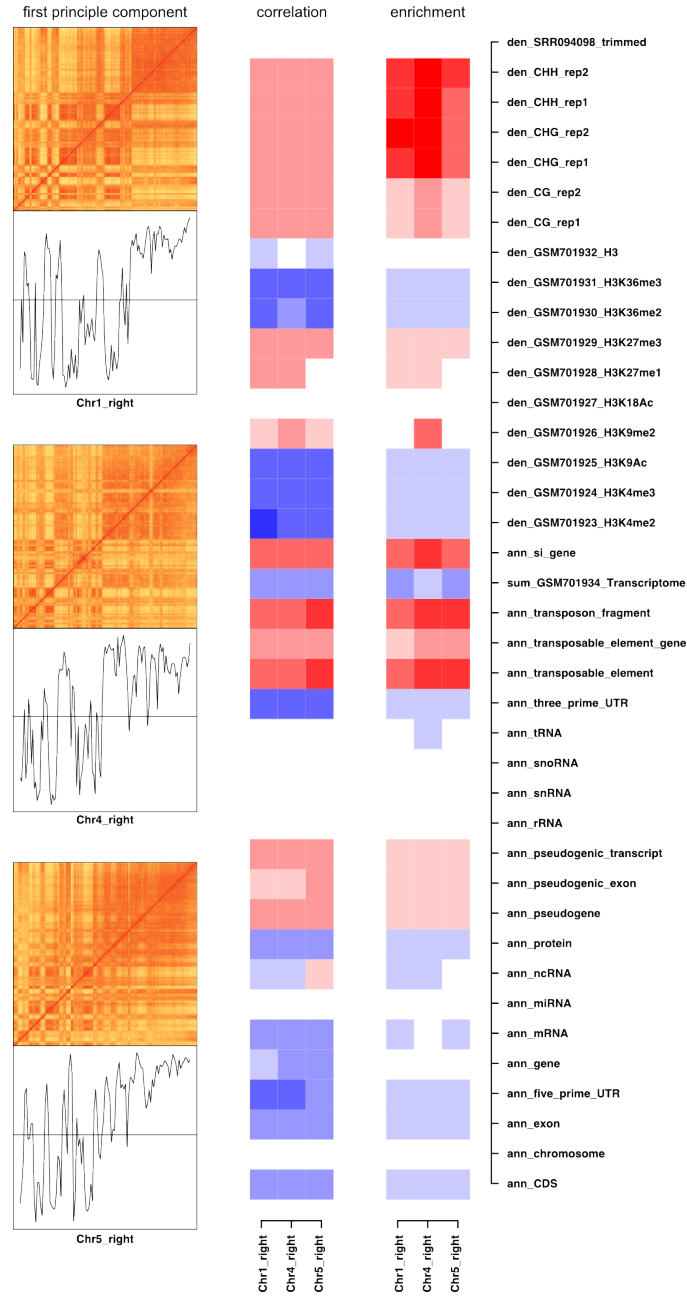 first principle component
correlation
enrichment
den_SRR094098_trimmed
den_CHH_rep2
den_CHH_rep1
den_CHG_rep2
den_CHG_rep1
den_CG_rep2
den_CG_rep1
den_GSM701932_H3
den_GSM701931_H3K36me3
den_GSM701930_H3K36me2
den_GSM701929_H3K27me3
den_GSM701928_H3K27me1
den_GSM701927_H3K18Ac
den_GSM701926_H3K9me2
den_GSM701925_H3K9Ac
den_GSM701924_H3K4me3
den_GSM701923_H3K4me2
ann_si_gene
sum_GSM701934_Transcriptome
ann_transposon_fragment
ann_transposable_element_gene
ann_transposable_element
ann_three_prime_UTR
ann_tRNA
ann_snoRNA
ann_snRNA
ann_rRNA
ann_pseudogenic_transcript
ann_pseudogenic_exon
ann_pseudogene
ann_protein
ann_ncRNA
ann_miRNA
ann_mRNA
ann_gene
ann_five_prime_UTR
ann_exon
ann_chromosome
ann_CDS
Chr1_right
Chr4_right
Chr5_right
Chr1_right
Chr4_right
Chr5_right
Chr1_right
Chr4_right
Chr5_right